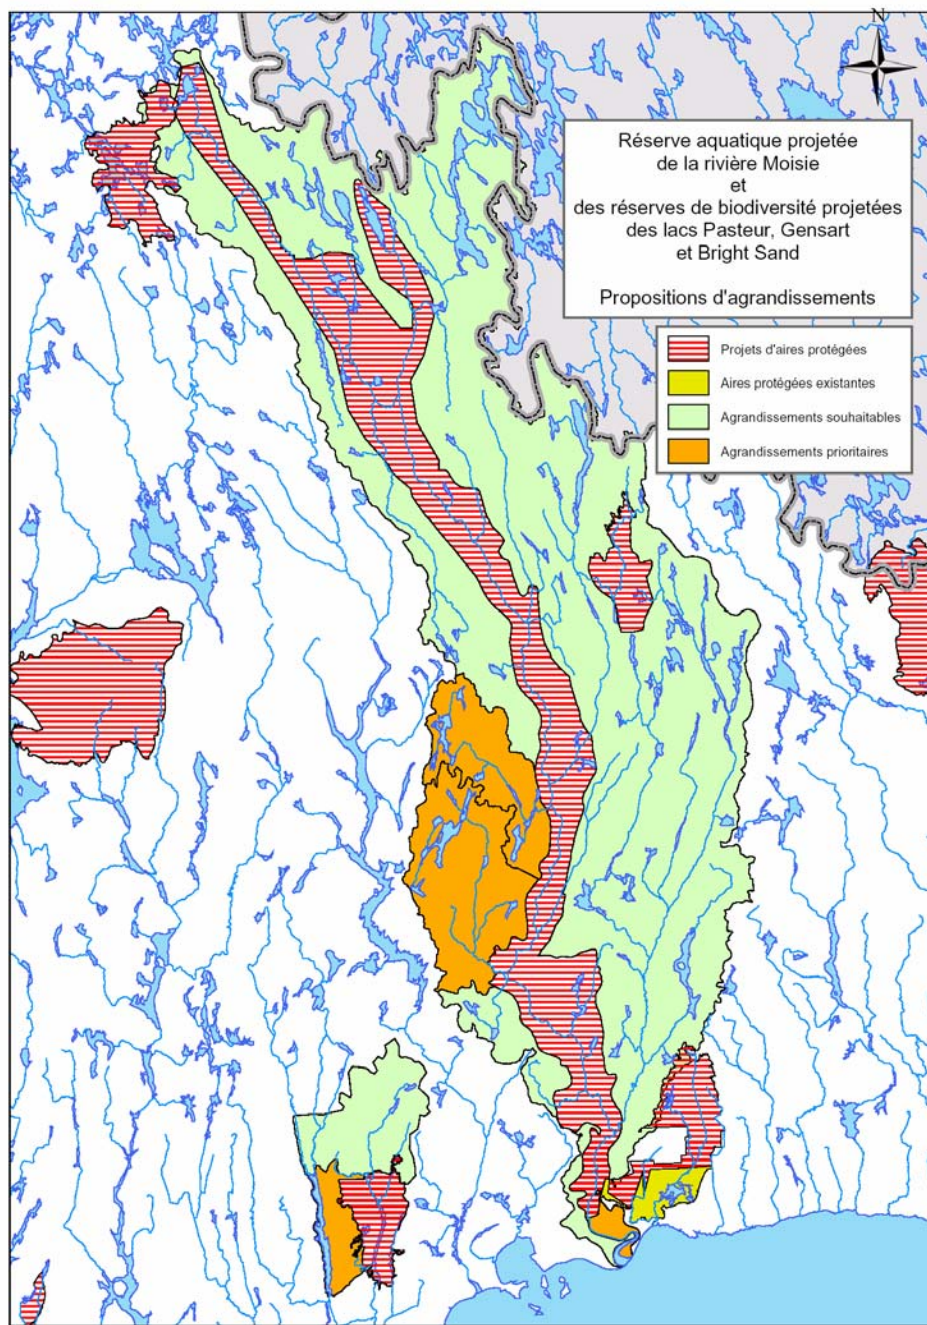 N
Réserve aquatique projetée
de la rivière Moisie
et
des réserves de biodiversité projetées
des lacs Pasteur, Gensart
et Bright Sand
Propositions d'agrandissements
Projets d'aires protégées
Aires protégées existantes
Agrandissements souhaitables
Agrandissements prioritaires